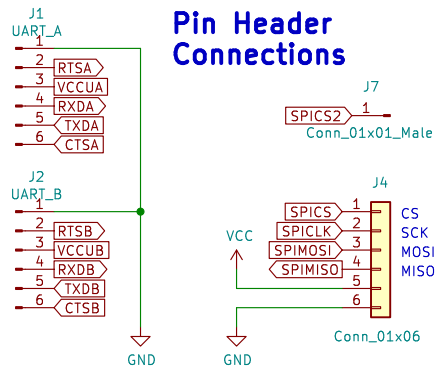 Pin Header
Connections
J1
UART_A
1
2 RTSA
3 VCCUA
4 RXDA
5 TXDA
6 CTSA
J2
UART_B
1
2 RTSB
3 VCCUB
4 RXDB
5 TXDB
6 CTSB
GND
J7
SPICS2 1
Conn_01x01_Male
J4
SPICS 1 CS
SPICLK 2 SCK
SPIMOSI 3 MOSI
SPIMISO 4 MISO
5
6
VCC
GND
Conn_01x06